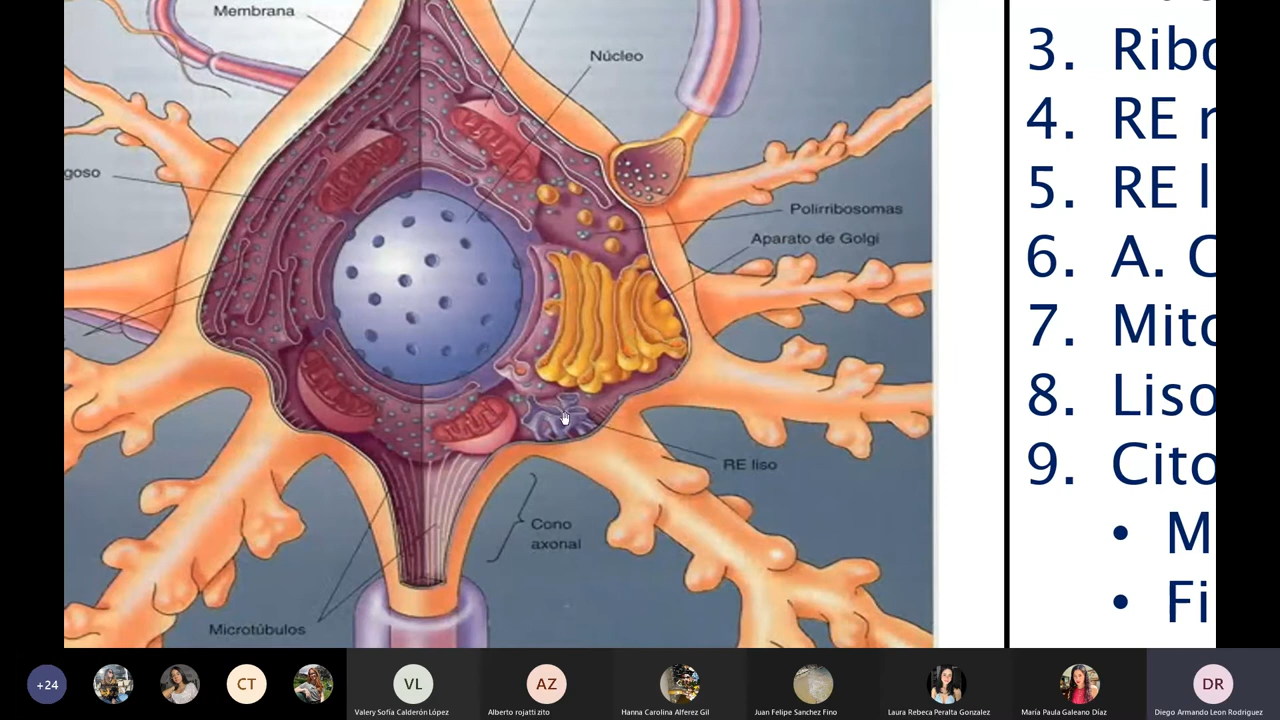 Membrana
Núcleo
goso
Polirribosomas
Aparato de Golgi
RE liso
Cono
axonal
Microtúbulos
3. Ribo
4. RE r
5. RE l
6. A. G
7. Mito
8. Liso
9. Cito
• M
• Fi
+24
CT
VL
AZ
DR
Valery Sofía Calderón López
Alberto rojatti zito
Hanna Carolina Alferez Gil
Juan Felipe Sanchez Fino
Laura Rebeca Peralta Gonzalez
María Paula Galeano Díaz
Diego Armando Leon Rodriguez